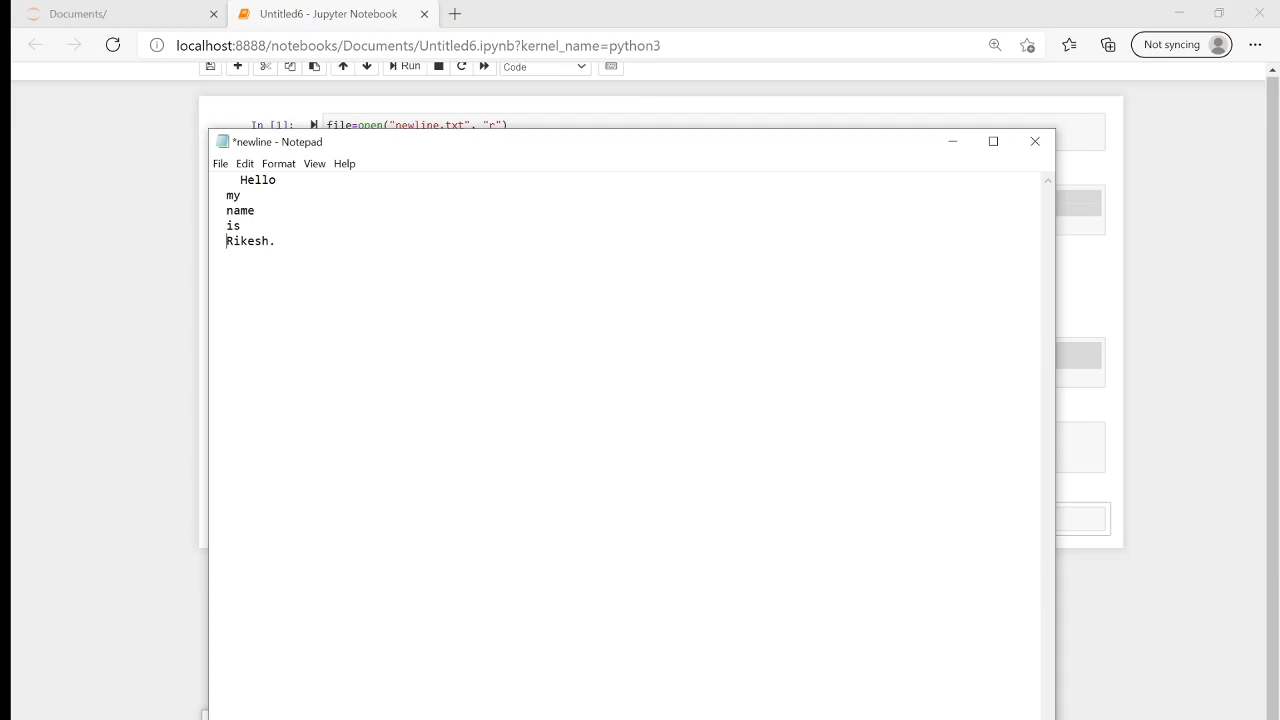 Documents/
Untitled6 - Jupyter Notebook
localhost:8888/notebooks/Documents/Untitled6.ipynb?kernel_name=python3
Not syncing
Run
Code
In [1]: file=open("newline.txt", "r")
*newline - Notepad
File Edit Format View Help
Hello
my
name
is
Rikesh.